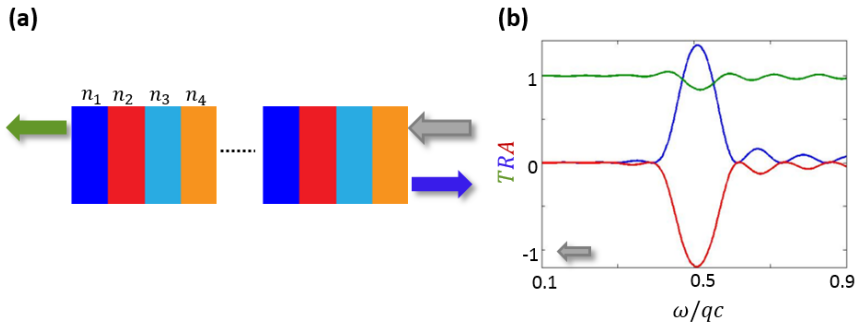 (a)
(b)
n₁ n₂ n₃ n₄
........
TRA
1
0
-1
0.1 0.5 0.9
ω/qc